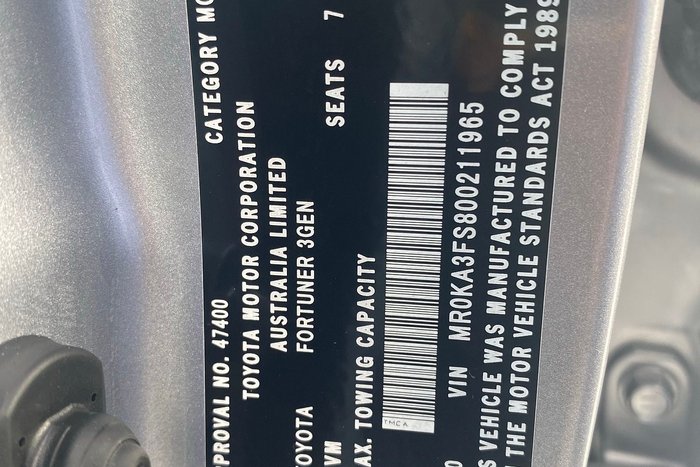 APPROVAL NO. 47400 CATEGORY MC
TOYOTA MOTOR CORPORATION
AUSTRALIA LIMITED
TOYOTA FORTUNER 3GEN
GVM SEATS 7
MAX. TOWING CAPACITY
TMCA
VIN MR0KA3FS800211965
VEHICLE WAS MANUFACTURED TO COMPLY
THE MOTOR VEHICLE STANDARDS ACT 1989